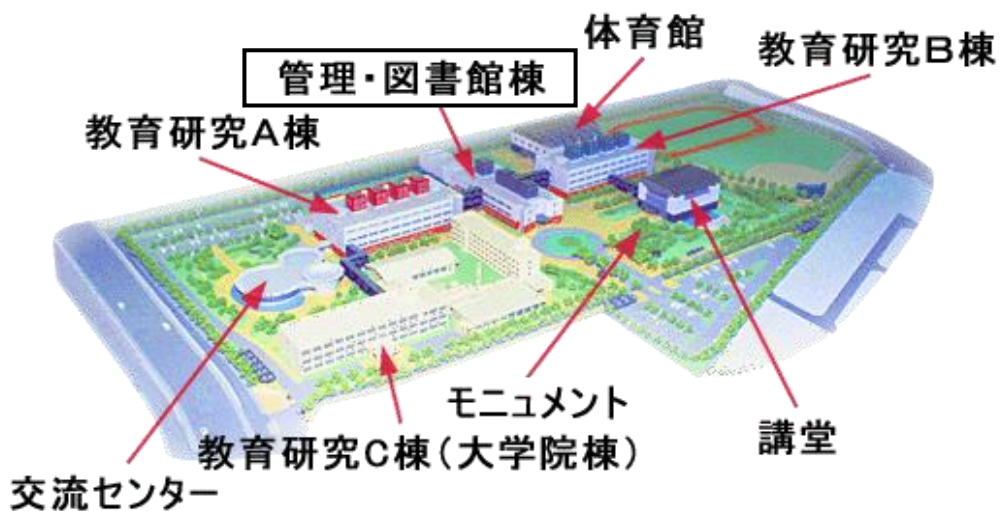 体育館
教育研究B棟
管理・図書館棟
教育研究A棟
モニュメント
講堂
教育研究C棟(大学院棟)
交流センター